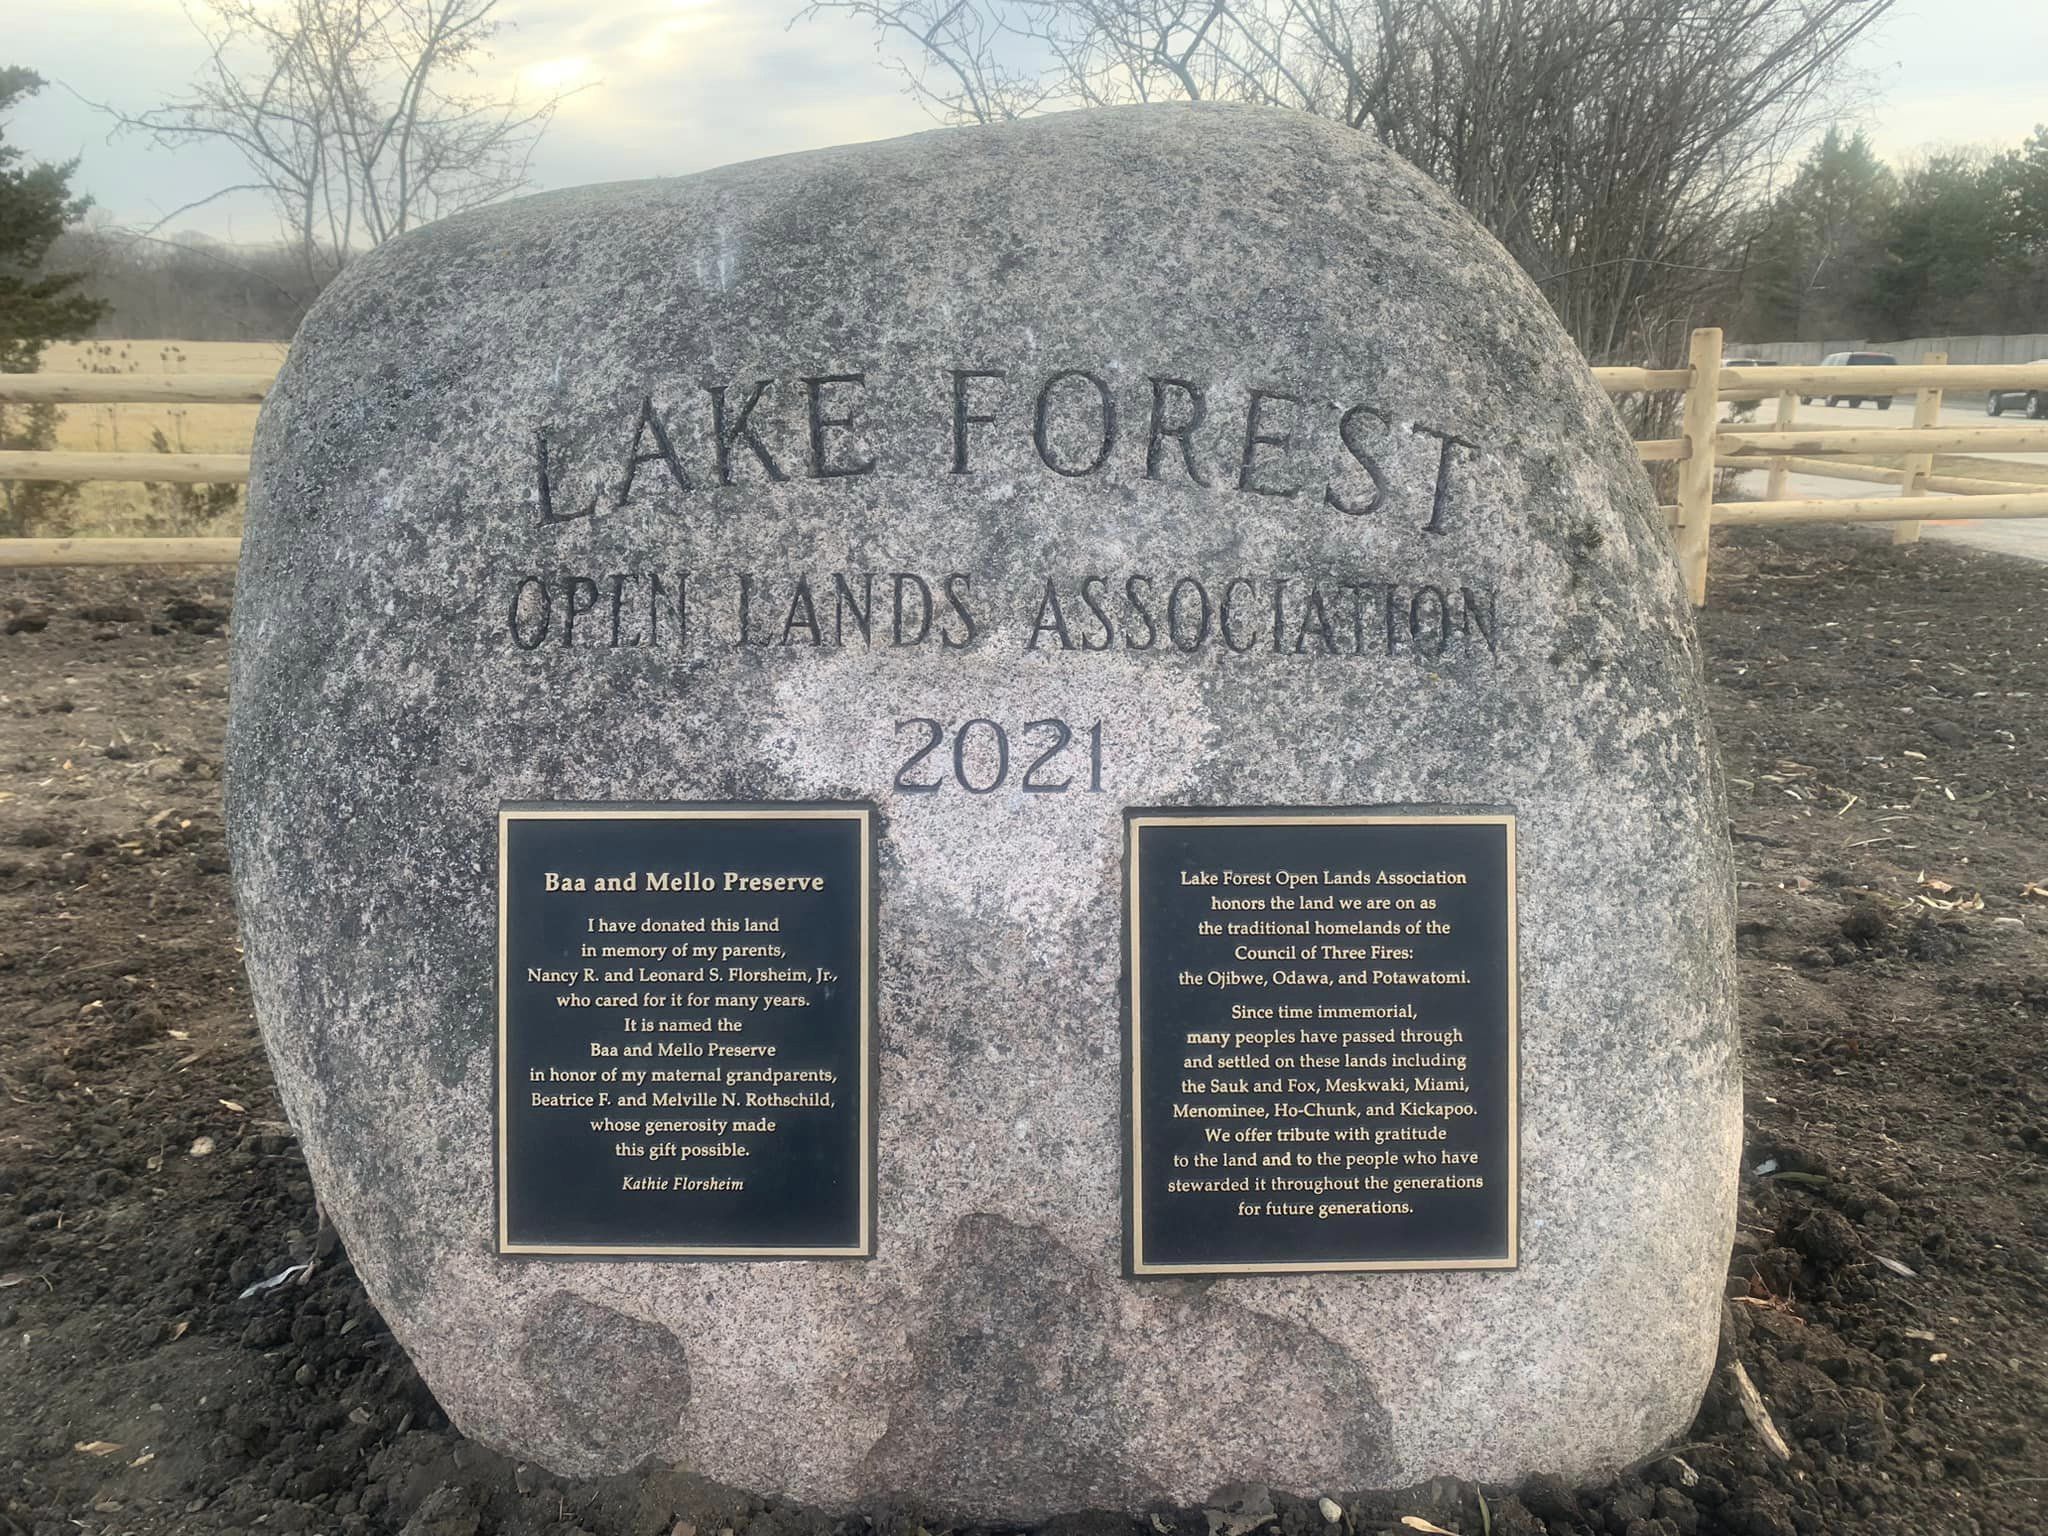 LAKE FOREST
OPEN LANDS ASSOCIATION
2021
Baa and Mello Preserve
I have donated this land
in memory of my parents,
Nancy R. and Leonard S. Florsheim, Jr.,
who cared for it for many years.
It is named the
Baa and Mello Preserve
in honor of my maternal grandparents,
Beatrice F. and Melville N. Rothschild,
whose generosity made
this gift possible.
Kathie Florsheim
Lake Forest Open Lands Association
honors the land we are on as
the traditional homelands of the
Council of Three Fires:
the Ojibwe, Odawa, and Potawatomi.
Since time immemorial,
many peoples have passed through
and settled on these lands including
the Sauk and Fox, Meskwaki, Miami,
Menominee, Ho-Chunk, and Kickapoo.
We offer tribute with gratitude
to the land and to the people who have
stewarded it throughout the generations
for future generations.